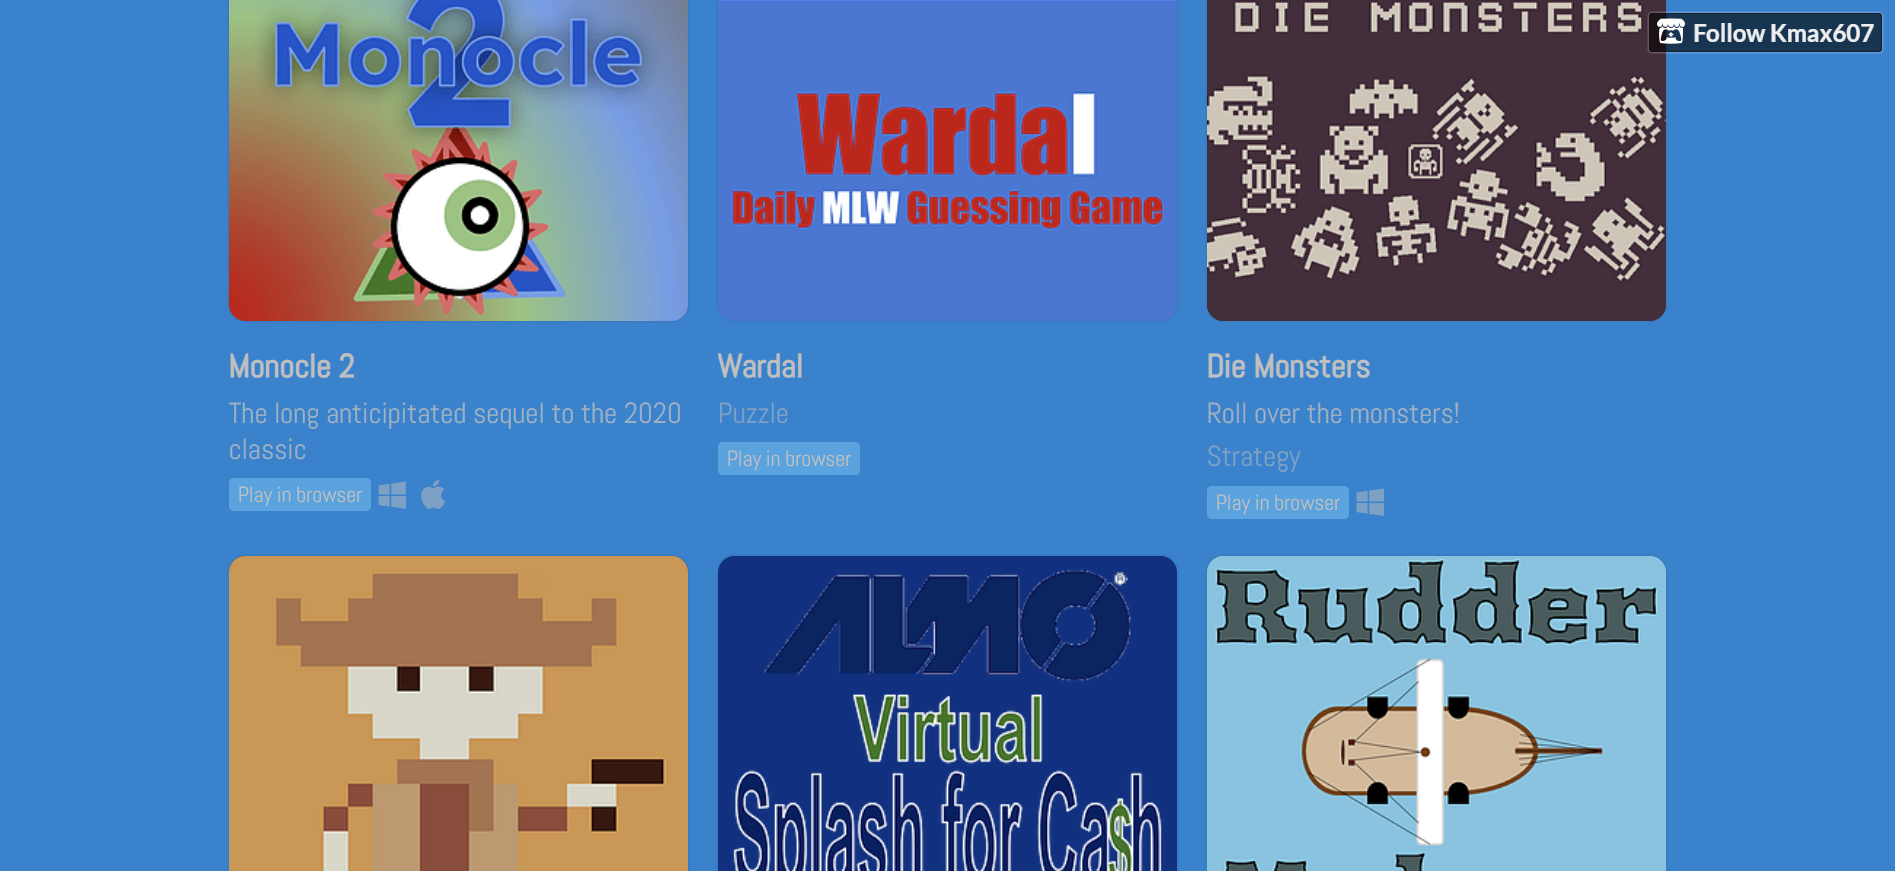 Monocle
2
Wardal
Daily MLW Guessing Game
DIE MONSTERS
Follow Kmax607
Monocle 2
The long anticipitated sequel to the 2020
classic
Play in browser
Wardal
Puzzle
Play in browser
Die Monsters
Roll over the monsters!
Strategy
Play in browser
ALMO
Virtual
Splash for Ca$h
Rudder